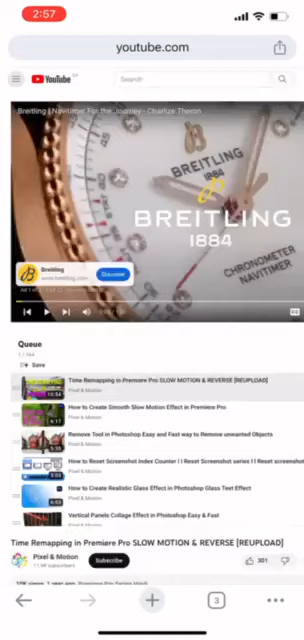 2:57
youtube.com
YouTube
Search
Breitling | Navitimer For the Journey - Charlize Theron
BREITLING
1884
BREITLING
1884
CHRONOMETER
NAVITIMER
Breitling
www.breitling.com
Discover
Queue
Save
Time Remapping in Premiere Pro SLOW MOTION & REVERSE [REUPLOAD]
Pixel & Motion
10:54
How to Create Smooth Slow Motion Effect in Premiere Pro
Pixel & Motion
6:17
Remove Tool in Photoshop Easy and Fast way to Remove unwanted Objects
Pixel & Motion
How to Reset Screenshot Index Counter | | Reset Screenshot series | | Reset screenshot
Pixel & Motion
How to Create Realistic Glass Effect in Photoshop Glass Text Effect
Pixel & Motion
Vertical Panels Collage Effect in Photoshop Easy & Fast
Pixel & Motion
Time Remapping in Premiere Pro SLOW MOTION & REVERSE [REUPLOAD]
Pixel & Motion
subscribers
Subscribe
301
3